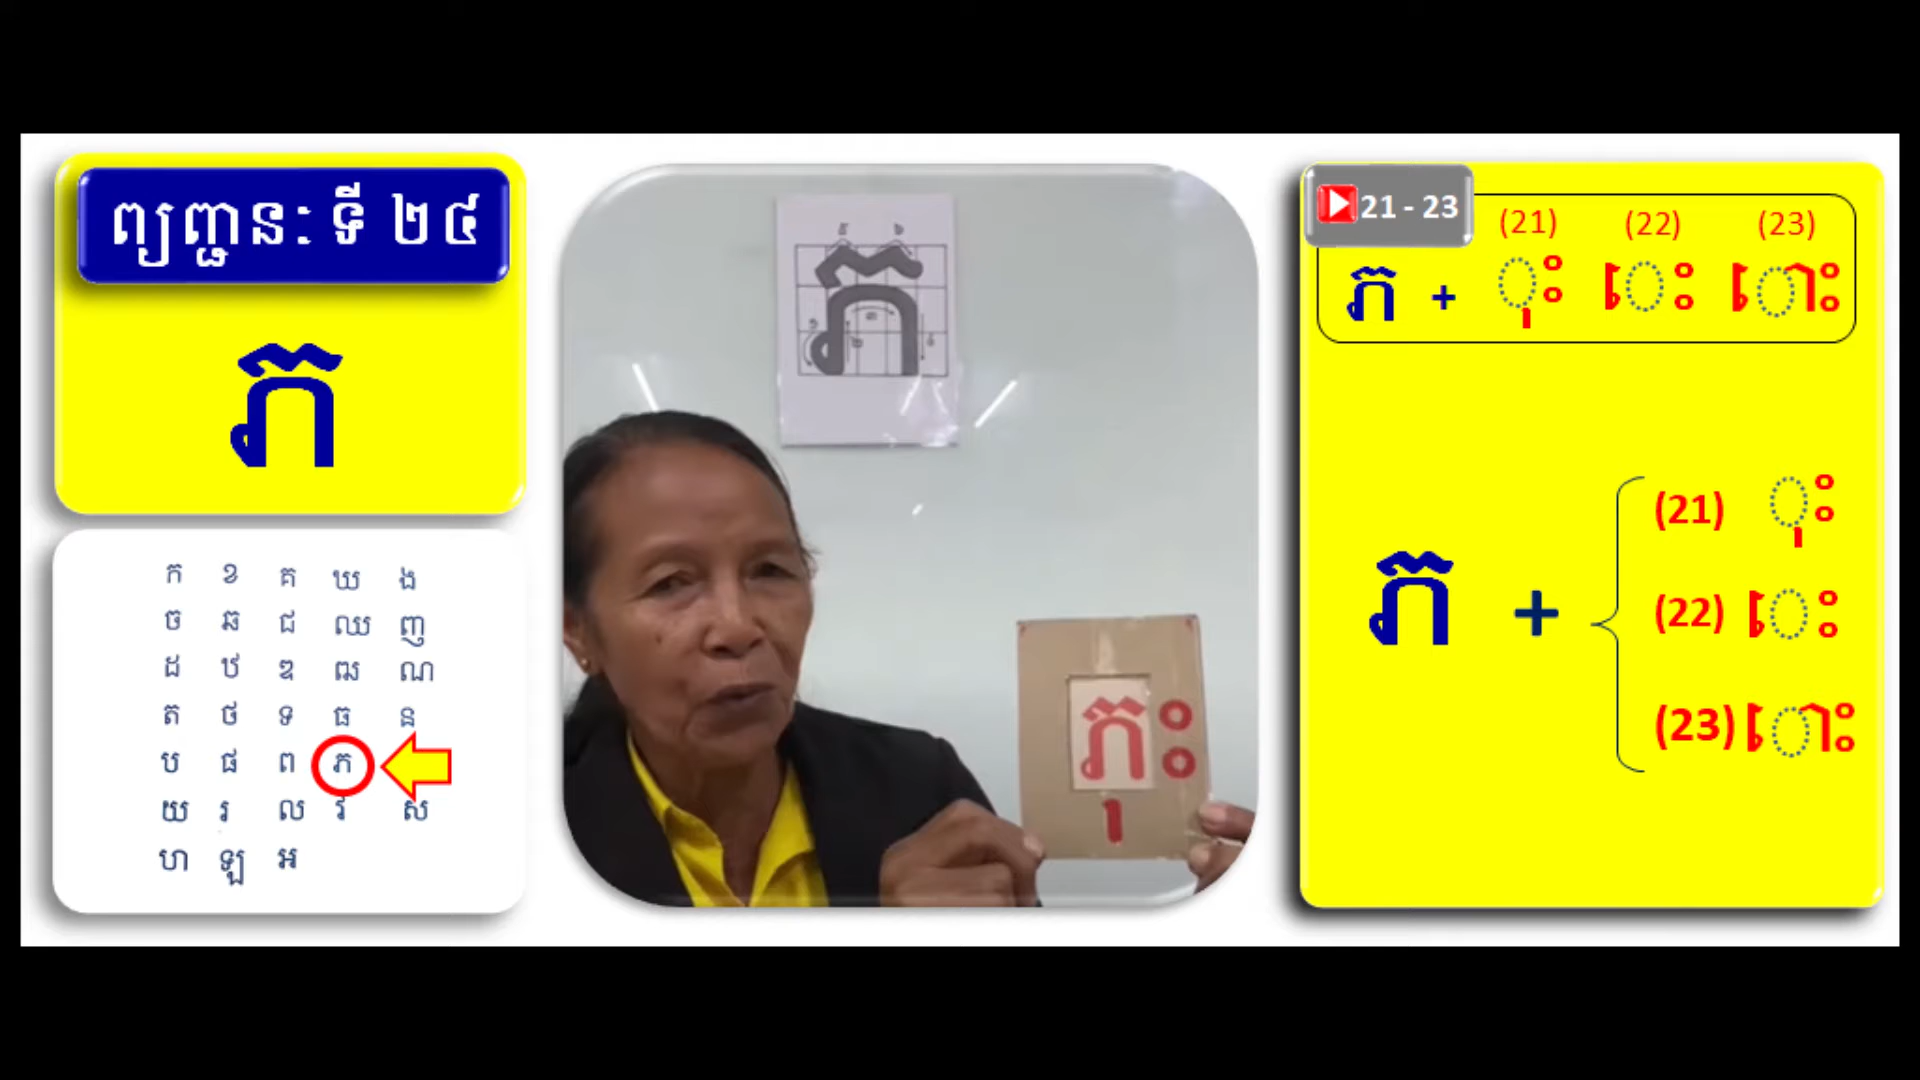 ព្យញ្ជនៈ ទី ២៤
ភ
ក ខ គ ឃ ង
ច ឆ ជ ឈ ញ
ដ ឋ ឌ ឍ ណ
ត ថ ទ ធ ន
ប ផ ព ភ
យ រ ល វ ស
ហ ឡ អ
ភ
ភុះ
21 - 23
(21) (22) (23)
ភ + ុះ េះ ោះ
ភ +
(21) ុះ
(22) េះ
(23) ោះ